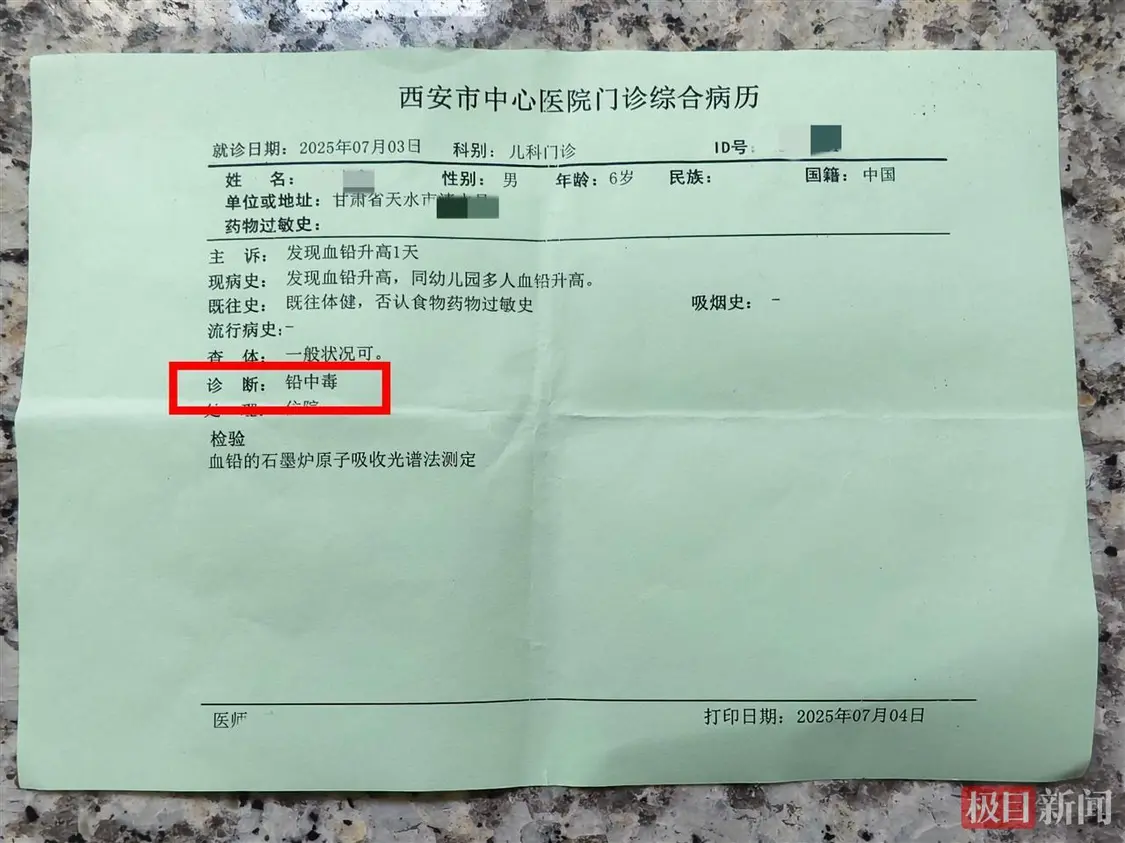 西安市中心医院门诊综合病历
就诊日期：2025年07月03日 科别：儿科门诊 ID号：
姓 名： 性别：男 年龄：6岁 民族： 国籍：中国
单位或地址：甘肃省天水市
药物过敏史：
主 诉：发现血铅升高1天
现病史：发现血铅升高，同幼儿园多人血铅升高。
既往史：既往体健，否认食物药物过敏史 吸烟史：-
流行病史:-
查 体：一般状况可。
诊 断：铅中毒
处 理：住院
检验
血铅的石墨炉原子吸收光谱法测定
医师 打印日期：2025年07月04日
极目新闻